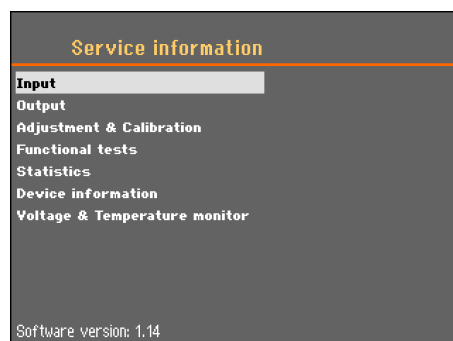 Service information
Input
Output
Adjustment & Calibration
Functional tests
Statistics
Device information
Voltage & Temperature monitor
Software version: 1.14